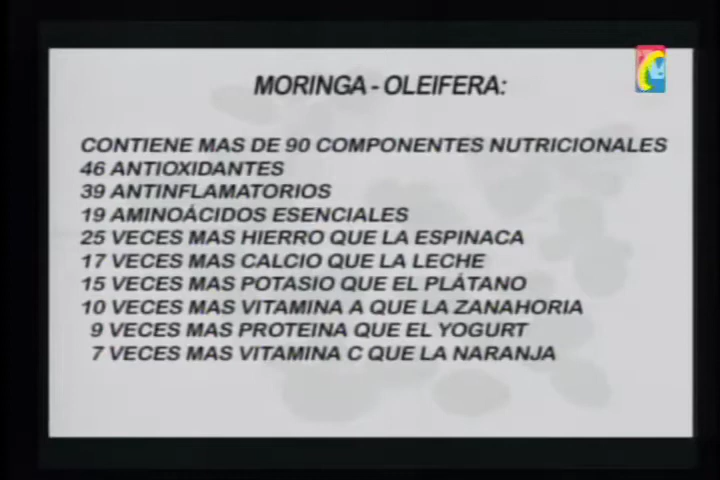 MORINGA - OLEIFERA:
CONTIENE MAS DE 90 COMPONENTES NUTRICIONALES
46 ANTIOXIDANTES
39 ANTINFLAMATORIOS
19 AMINOÁCIDOS ESENCIALES
25 VECES MAS HIERRO QUE LA ESPINACA
17 VECES MAS CALCIO QUE LA LECHE
15 VECES MAS POTASIO QUE EL PLÁTANO
10 VECES MAS VITAMINA A QUE LA ZANAHORIA
9 VECES MAS PROTEINA QUE EL YOGURT
7 VECES MAS VITAMINA C QUE LA NARANJA